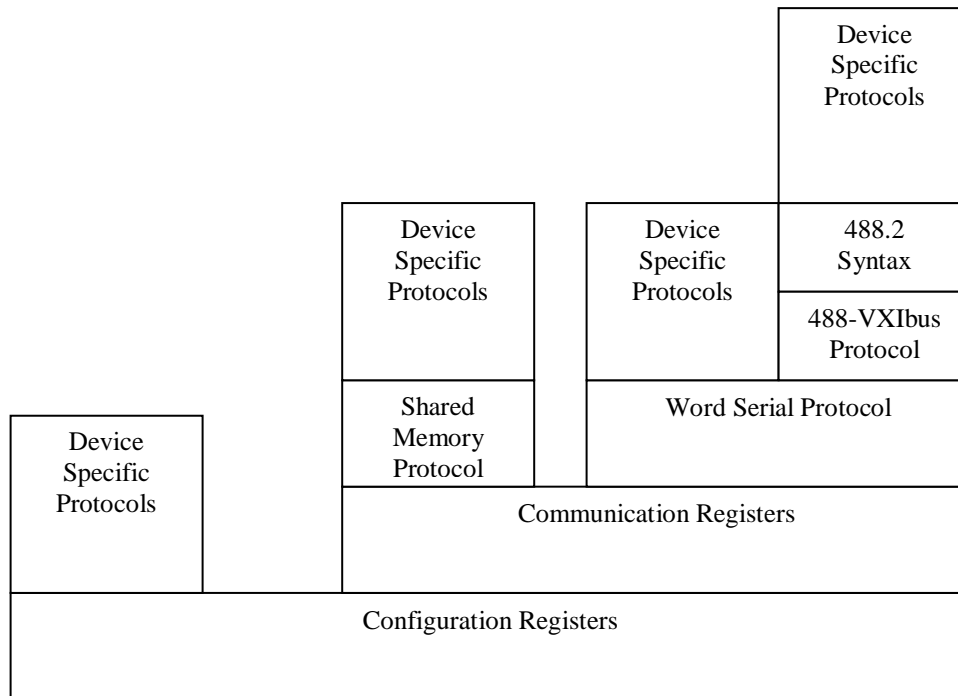 Device
Specific
Protocols
Device
Specific
Protocols
Device
Specific
Protocols
488.2
Syntax
488-VXIbus
Protocol
Shared
Memory
Protocol
Word Serial Protocol
Device
Specific
Protocols
Communication Registers
Configuration Registers